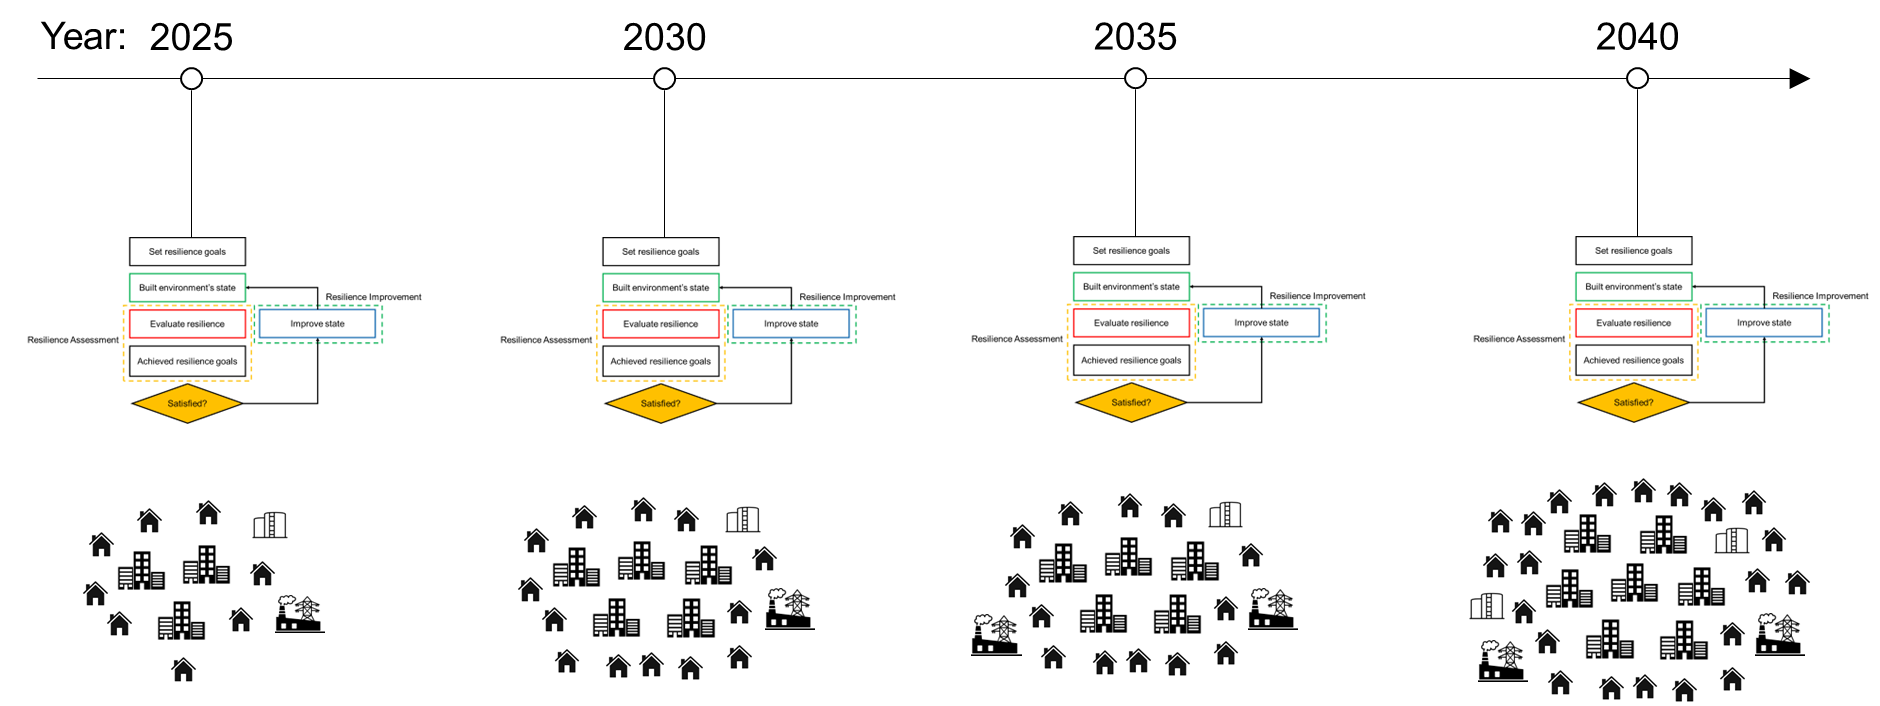 Year: 2025 2030 2035 2040
Set resilience goals
Built environment's state
Resilience Improvement
Evaluate resilience
Improve state
Resilience Assessment
Achieved resilience goals
Satisfied?
Set resilience goals
Built environment's state
Resilience Improvement
Evaluate resilience
Improve state
Resilience Assessment
Achieved resilience goals
Satisfied?
Set resilience goals
Built environment's state
Resilience Improvement
Evaluate resilience
Improve state
Resilience Assessment
Achieved resilience goals
Satisfied?
Set resilience goals
Built environment's state
Resilience Improvement
Evaluate resilience
Improve state
Resilience Assessment
Achieved resilience goals
Satisfied?